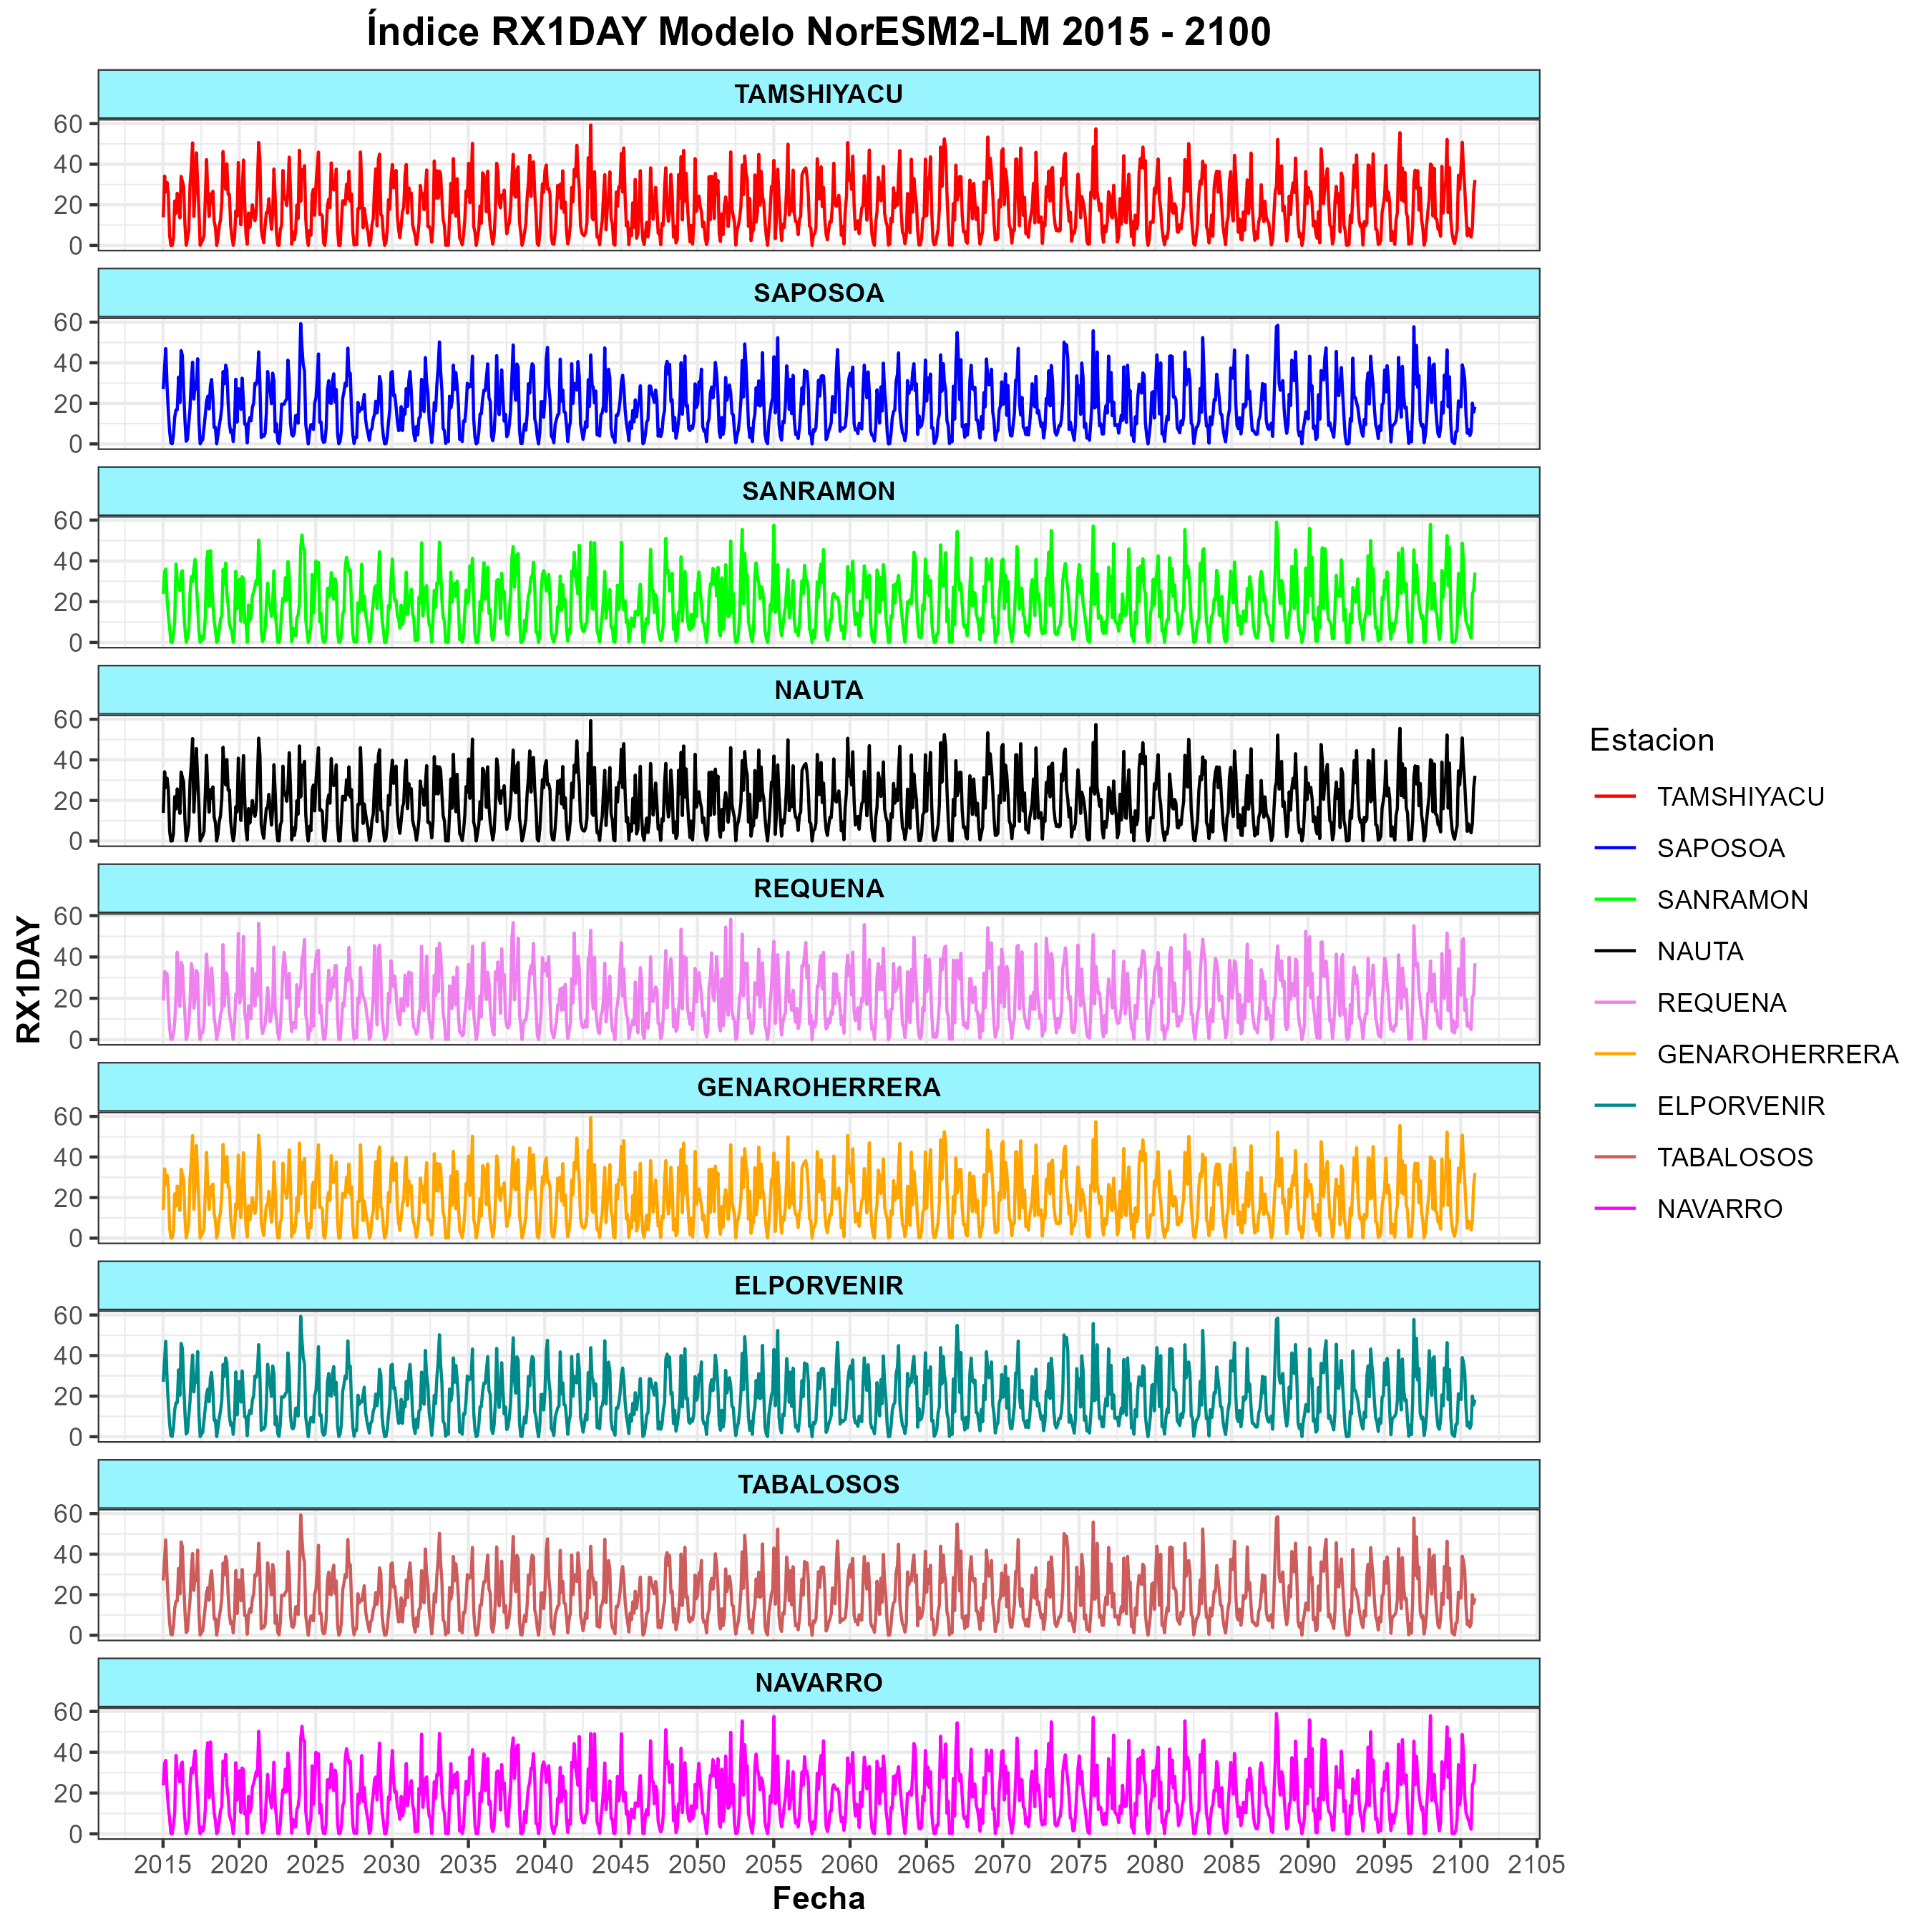 Índice RX1DAY Modelo NorESM2-LM 2015 - 2100
TAMSHIYACU
60
40
20
0
SAPOSOA
60
40
20
0
SANRAMON
60
40
20
0
NAUTA
60
40
20
0
REQUENA
60
40
20
0
GENAROHERRERA
60
40
20
0
ELPORVENIR
60
40
20
0
TABALOSOS
60
40
20
0
NAVARRO
60
40
20
0
2015 2020 2025 2030 2035 2040 2045 2050 2055 2060 2065 2070 2075 2080 2085 2090 2095 2100 2105
Fecha
RX1DAY
Estacion
TAMSHIYACU
SAPOSOA
SANRAMON
NAUTA
REQUENA
GENAROHERRERA
ELPORVENIR
TABALOSOS
NAVARRO